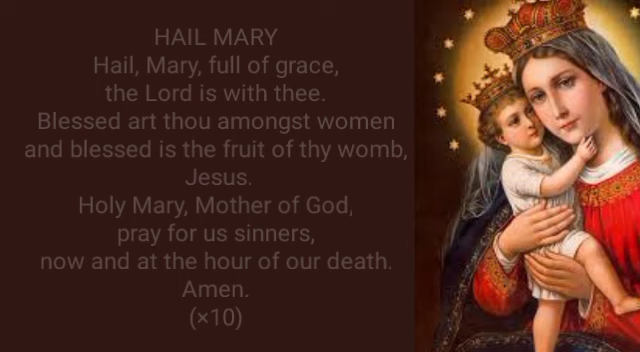 HAIL MARY
Hail, Mary, full of grace,
the Lord is with thee.
Blessed art thou amongst women
and blessed is the fruit of thy womb,
Jesus.
Holy Mary, Mother of God,
pray for us sinners,
now and at the hour of our death.
Amen.
(×10)